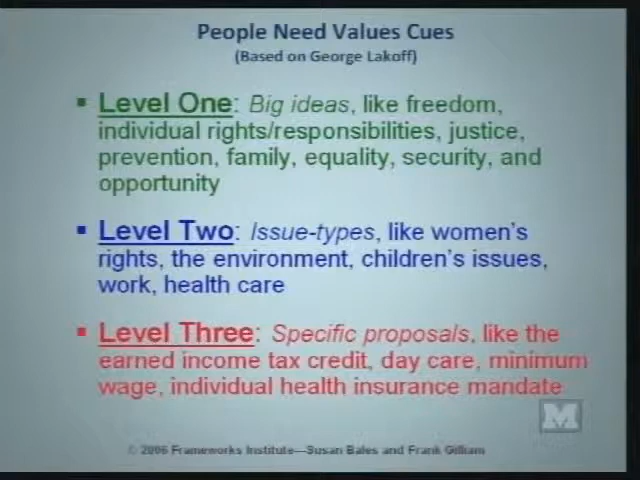 People Need Values Cues
(Based on George Lakoff)
▪ Level One: Big ideas, like freedom,
individual rights/responsibilities, justice,
prevention, family, equality, security, and
opportunity
▪ Level Two: Issue-types, like women's
rights, the environment, children's issues,
work, health care
▪ Level Three: Specific proposals, like the
earned income tax credit, day care, minimum
wage, individual health insurance mandate
M
© 2006 Frameworks Institute—Susan Bales and Frank Gilliam